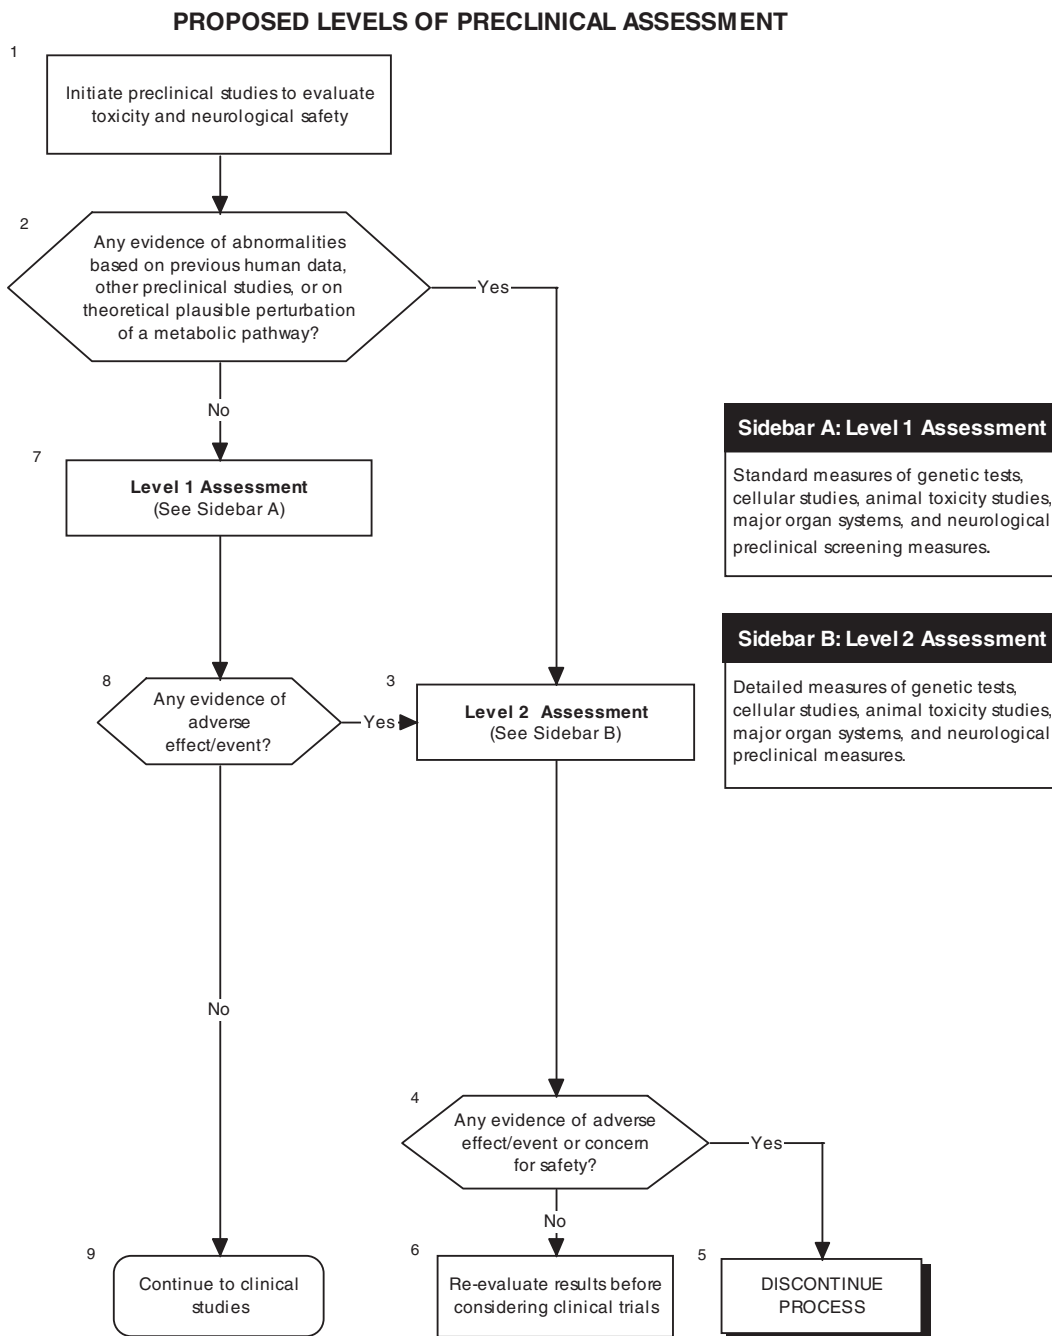 PROPOSED LEVELS OF PRECLINICAL ASSESSMENT
1
Initiate preclinical studies to evaluate
toxicity and neurological safety
2
Any evidence of abnormalities
based on previous human data,
other preclinical studies, or on
theoretical plausible perturbation
of a metabolic pathway?
Yes
No
7
Level 1 Assessment
(See Sidebar A)
Sidebar A: Level 1 Assessment
Standard measures of genetic tests,
cellular studies, animal toxicity studies,
major organ systems, and neurological
preclinical screening measures.
Sidebar B: Level 2 Assessment
Detailed measures of genetic tests,
cellular studies, animal toxicity studies,
major organ systems, and neurological
preclinical measures.
8
Any evidence of
adverse
effect/event?
Yes
3
Level 2 Assessment
(See Sidebar B)
No
4
Any evidence of adverse
effect/event or concern
for safety?
Yes
No
9
Continue to clinical
studies
6
Re-evaluate results before
considering clinical trials
5
DISCONTINUE
PROCESS